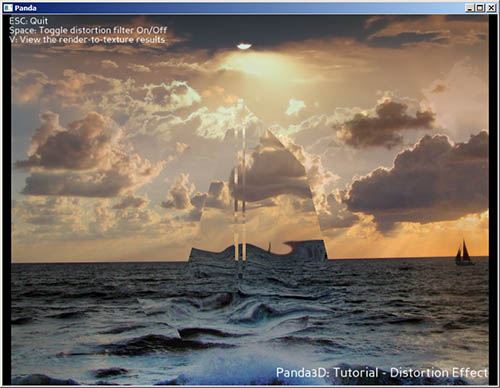 Panda
ESC: Quit
Space: Toggle distortion filter On/Off
V: View the render-to-texture results
Panda3D: Tutorial - Distortion Effect